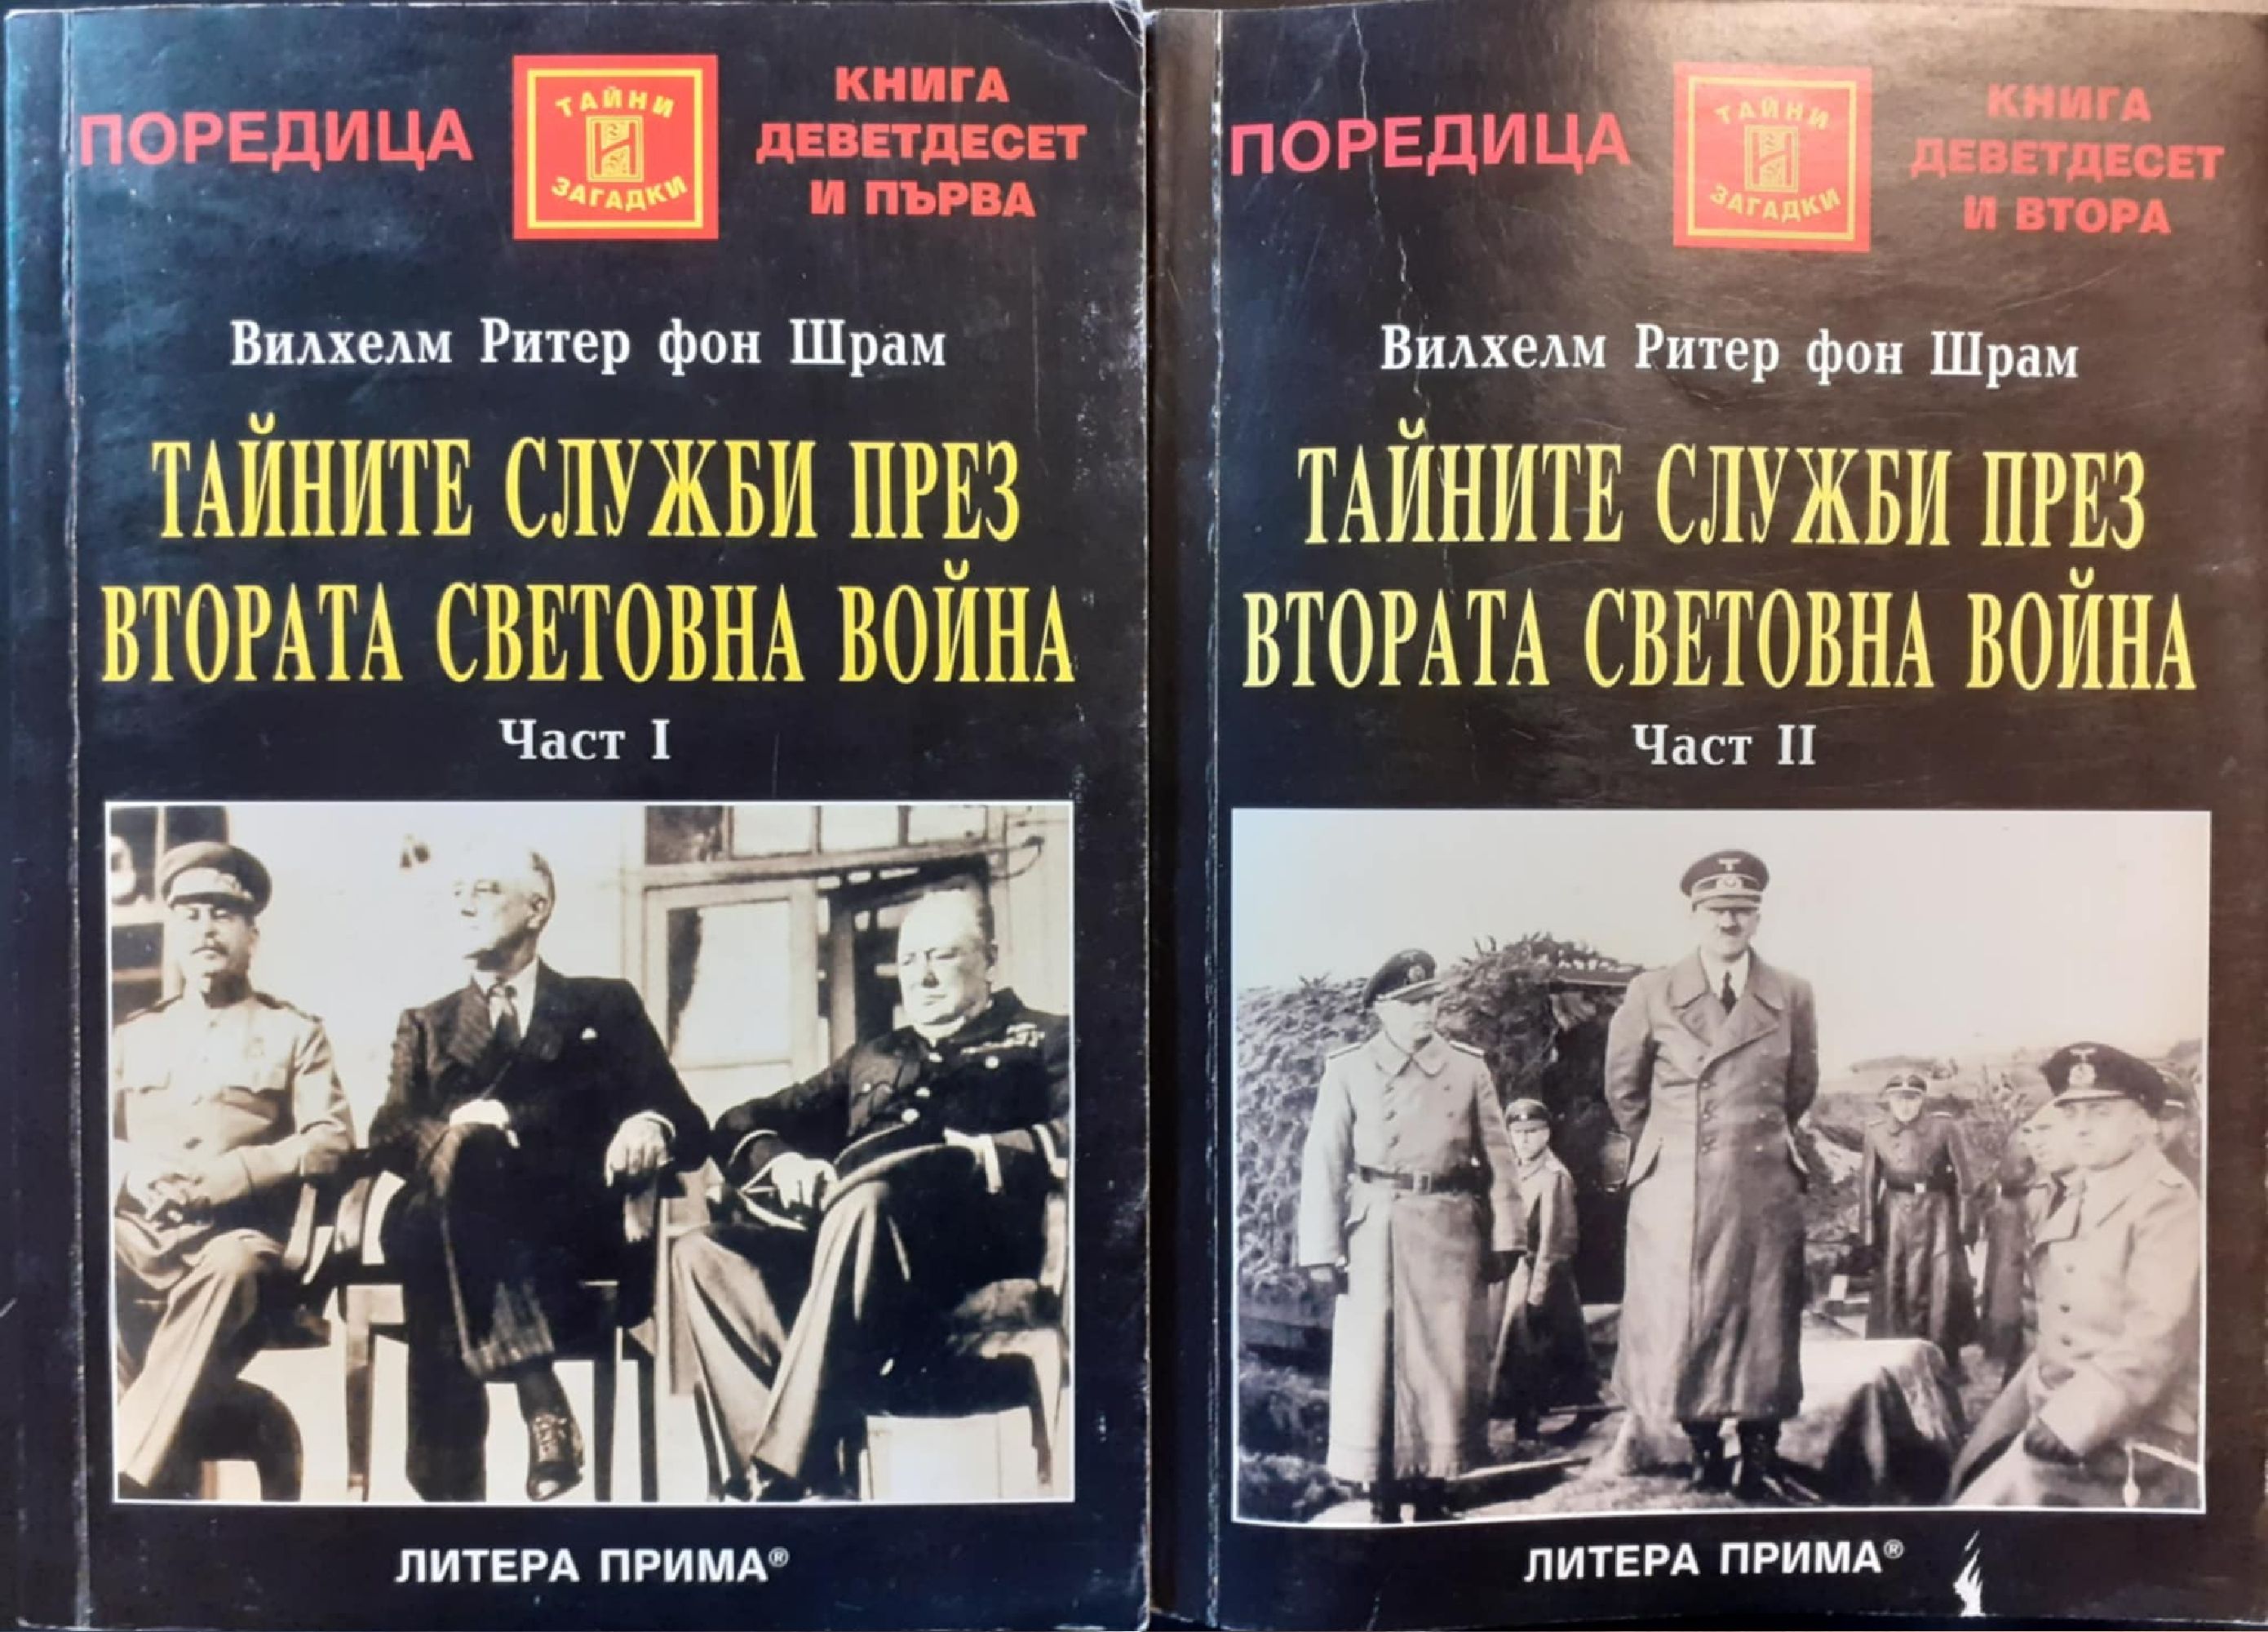 ПОРЕДИЦА
ТАЙНИ
ЗАГАДКИ
КНИГА
ДЕВЕТДЕСЕТ
И ПЪРВА
Вилхелм Ритер фон Шрам
ТАЙНИТЕ СЛУЖБИ ПРЕЗ
ВТОРАТА СВЕТОВНА ВОЙНА
Част I
ЛИТЕРА ПРИМА®
ПОРЕДИЦА
ТАЙНИ
ЗАГАДКИ
КНИГА
ДЕВЕТДЕСЕТ
И ВТОРА
Вилхелм Ритер фон Шрам
ТАЙНИТЕ СЛУЖБИ ПРЕЗ
ВТОРАТА СВЕТОВНА ВОЙНА
Част II
ЛИТЕРА ПРИМА®